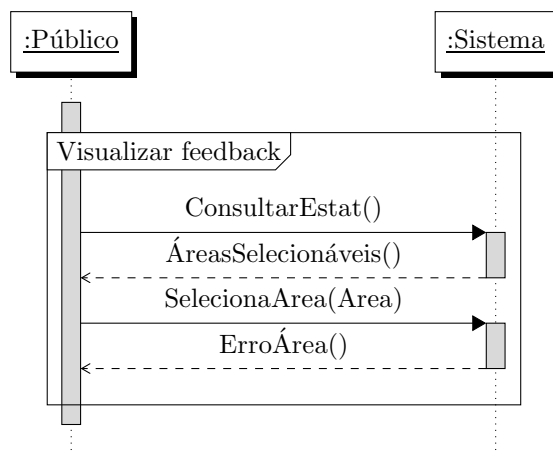 :Público
:Sistema
Visualizar feedback
ConsultarEstat()
ÁreasSelecionáveis()
SelecionaArea(Area)
ErroÁrea()